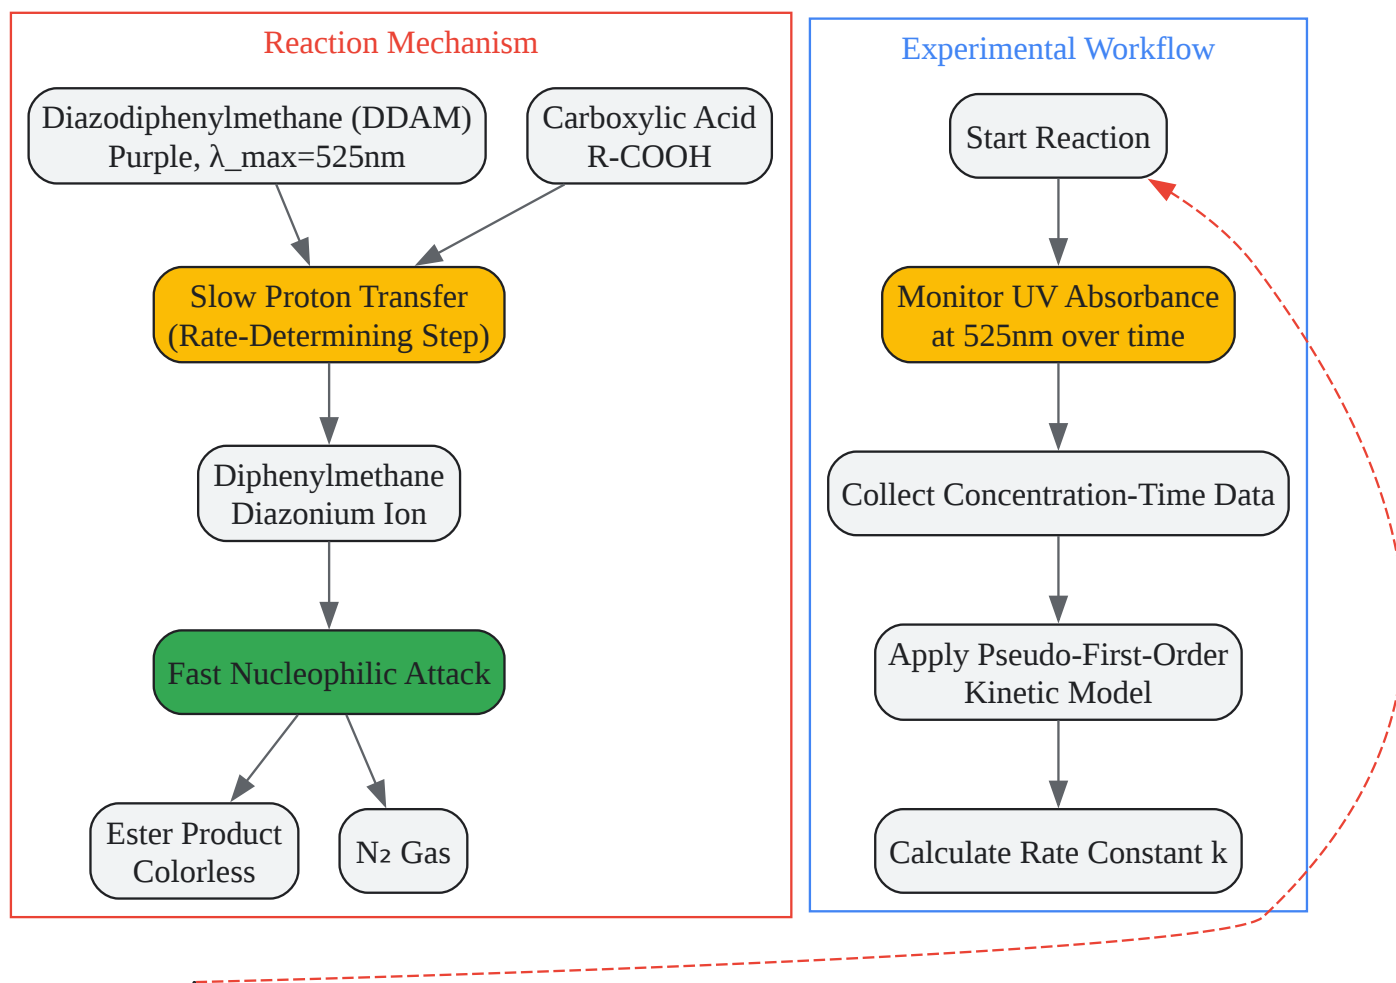 Reaction Mechanism
Diazodiphenylmethane (DDAM)
Purple, λ_max=525nm
Carboxylic Acid
R-COOH
Slow Proton Transfer
(Rate-Determining Step)
Diphenylmethane
Diazonium Ion
Fast Nucleophilic Attack
Ester Product
Colorless
N₂ Gas
Experimental Workflow
Start Reaction
Monitor UV Absorbance
at 525nm over time
Collect Concentration-Time Data
Apply Pseudo-First-Order
Kinetic Model
Calculate Rate Constant k